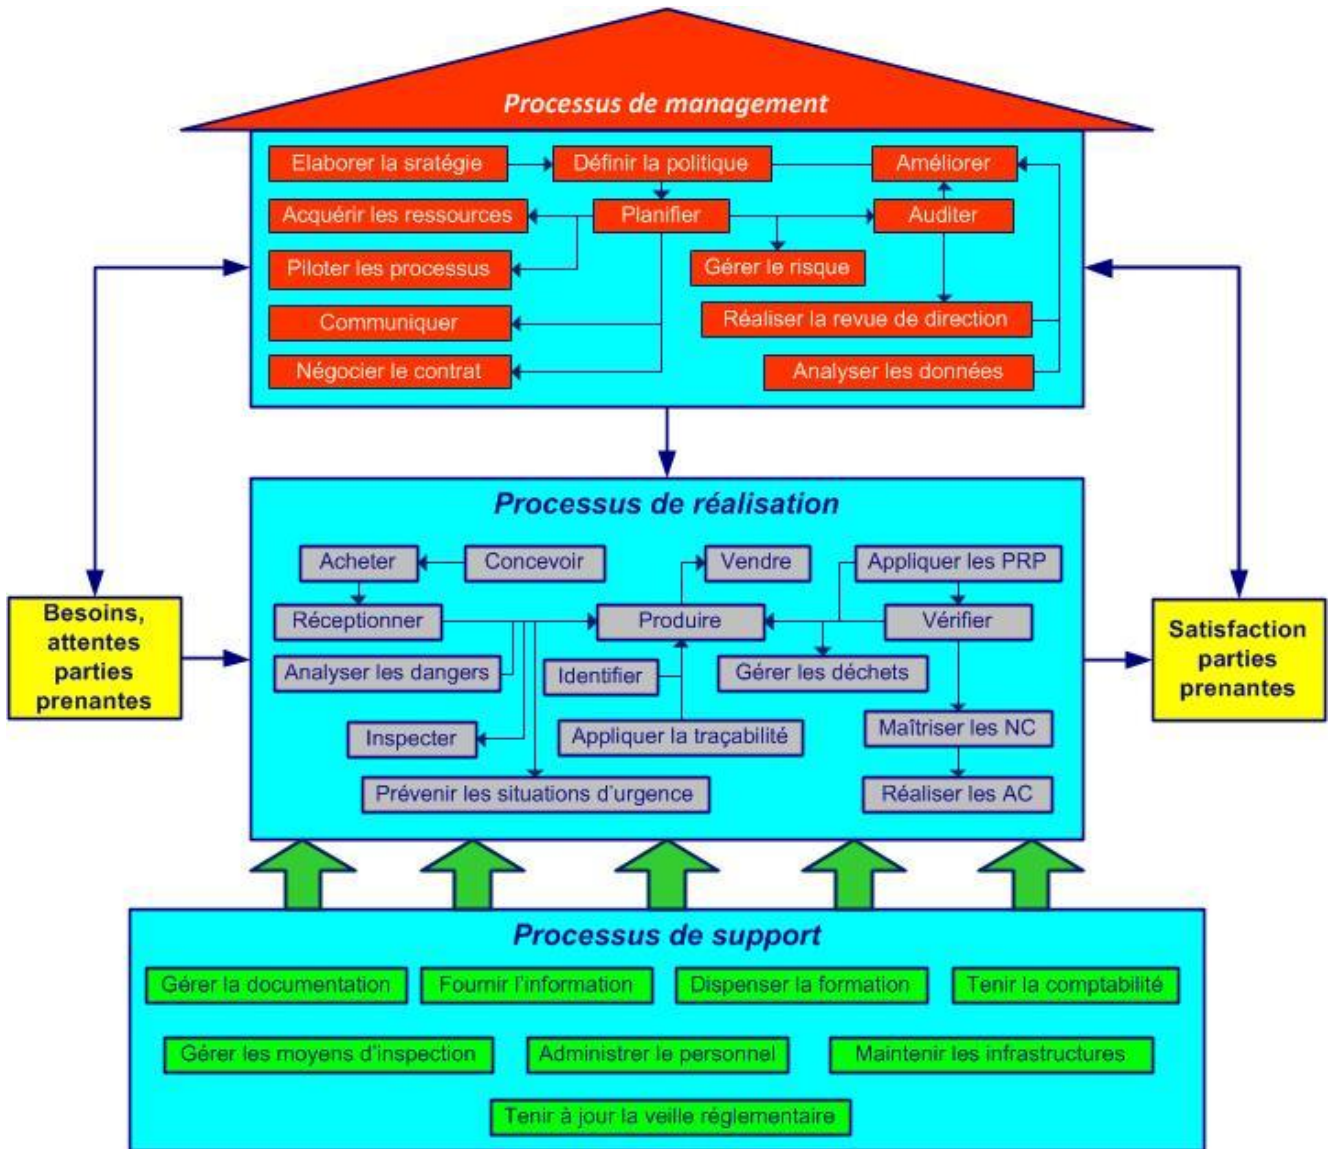 Processus de management
Elaborer la sratégie
Définir la politique
Améliorer
Acquérir les ressources
Planifier
Auditer
Piloter les processus
Gérer le risque
Communiquer
Réaliser la revue de direction
Négocier le contrat
Analyser les données
Processus de réalisation
Acheter
Concevoir
Vendre
Appliquer les PRP
Réceptionner
Produire
Vérifier
Analyser les dangers
Identifier
Gérer les déchets
Inspecter
Appliquer la traçabilité
Maîtriser les NC
Prévenir les situations d'urgence
Réaliser les AC
Besoins,
attentes
parties
prenantes
Satisfaction
parties
prenantes
Processus de support
Gérer la documentation
Fournir l'information
Dispenser la formation
Tenir la comptabilité
Gérer les moyens d'inspection
Administrer le personnel
Maintenir les infrastructures
Tenir à jour la veille réglementaire